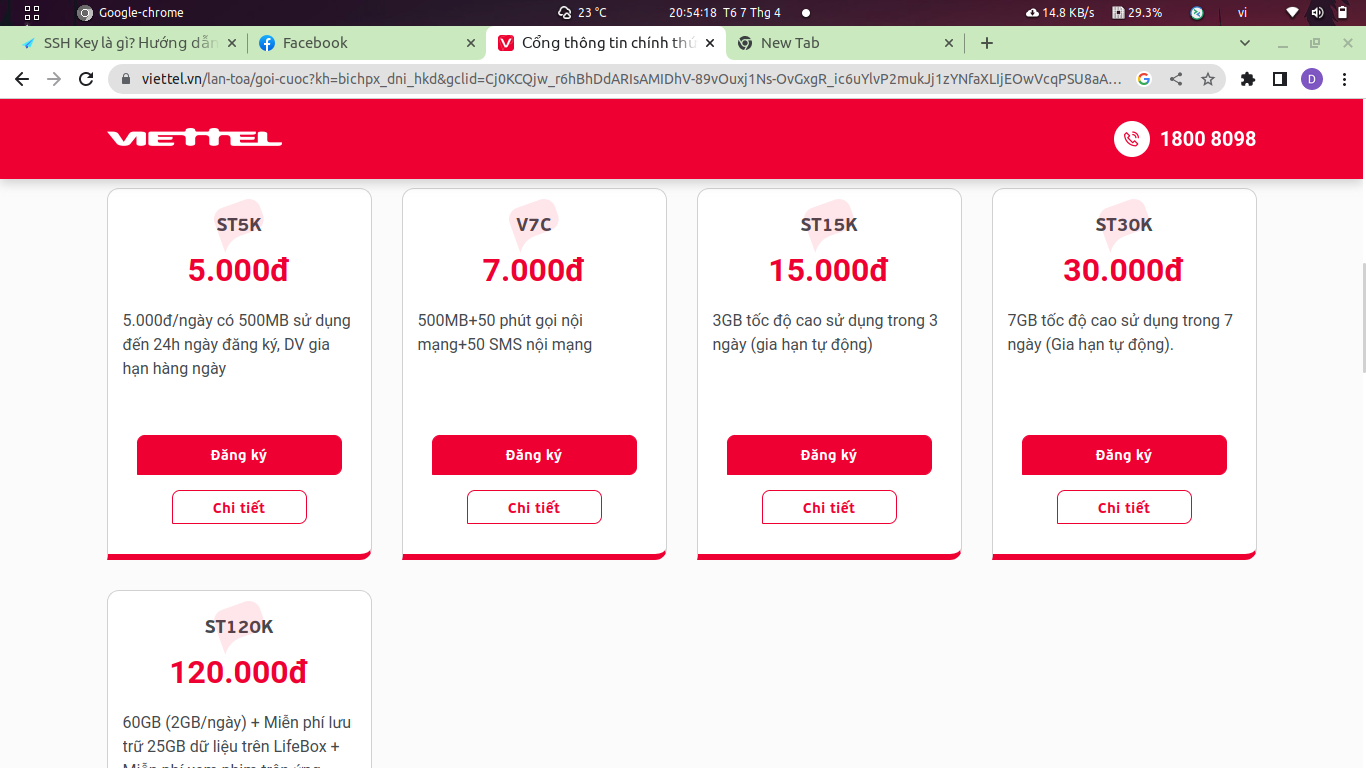 Google-chrome
23 °C
20:54:18 T6 7 Thg 4
14.8 KB/s
29.3%
vi
SSH Key là gì? Hướng dẫn
Facebook
Cổng thông tin chính thứ
New Tab
viettel.vn/lan-toa/goi-cuoc?kh=bichpx_dni_hkd&gclid=Cj0KCQjw_r6hBhDdARIsAMIDhV-89vOuxj1Ns-OvGxgR_ic6uYlvP2mukJj1zYNfaXLIjEOwVcqPSU8aA...
D
VIETTEL
1800 8098
ST5K
5.000đ
5.000đ/ngày có 500MB sử dụng
đến 24h ngày đăng ký, DV gia
hạn hàng ngày
Đăng ký
Chi tiết
V7C
7.000đ
500MB+50 phút gọi nội
mạng+50 SMS nội mạng
Đăng ký
Chi tiết
ST15K
15.000đ
3GB tốc độ cao sử dụng trong 3
ngày (gia hạn tự động)
Đăng ký
Chi tiết
ST30K
30.000đ
7GB tốc độ cao sử dụng trong 7
ngày (Gia hạn tự động).
Đăng ký
Chi tiết
ST120K
120.000đ
60GB (2GB/ngày) + Miễn phí lưu
trữ 25GB dữ liệu trên LifeBox +
Miễn phí xem phim trên ứng